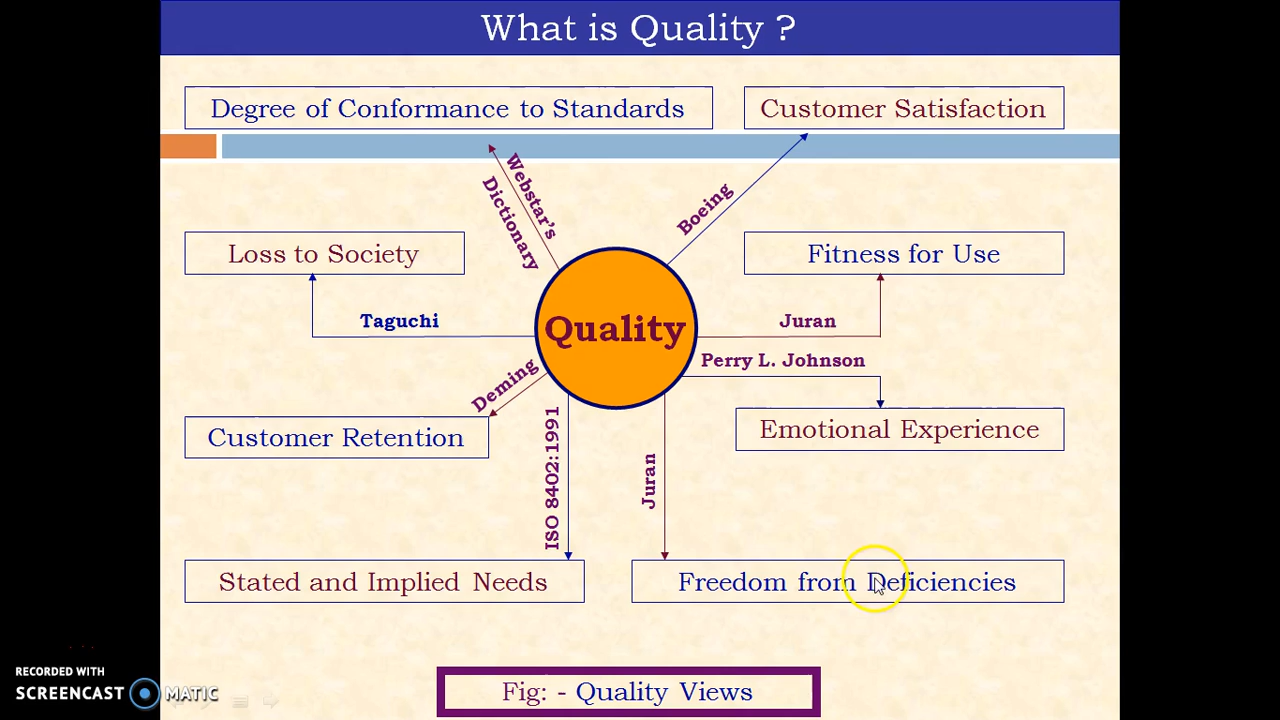 What is Quality ?
Degree of Conformance to Standards
Customer Satisfaction
Webstar's
Dictionary
Boeing
Loss to Society
Fitness for Use
Taguchi
Quality
Juran
Perry L. Johnson
Deming
Customer Retention
Emotional Experience
ISO 8402:1991
Juran
Stated and Implied Needs
Freedom from Deficiencies
Fig: - Quality Views
RECORDED WITH
SCREENCAST MATIC